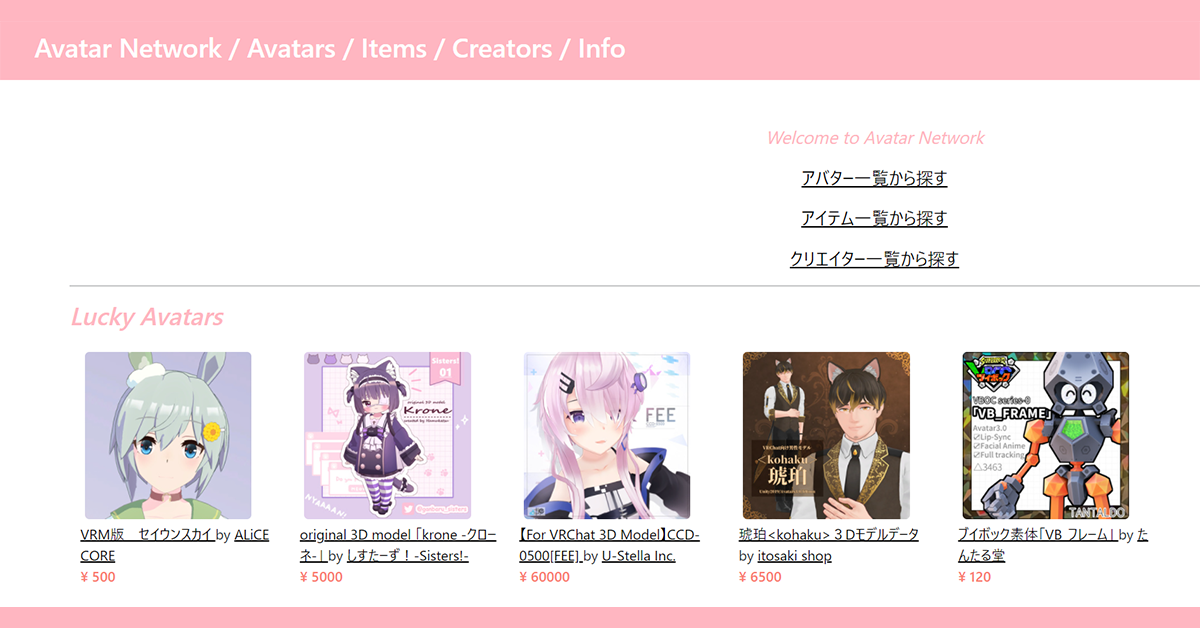 Avatar Network / Avatars / Items / Creators / Info
Welcome to Avatar Network
アバター一覧から探す
アイテム一覧から探す
クリエイター一覧から探す
Lucky Avatars
Sisters!
01
original 3D model
Krone
NYAAAAH!
FEE
VRChat向け男性モデル
<kohaku>
琥珀
ブイボック
VBOC series-0
「VB_FRAME」
Avatar3.0
☑Lip-Sync
☑Facial Anime
☑Full tracking
△3463
TANTALDO
VRM版　セイウンスカイ by ALiCE
CORE
¥ 500
original 3D model 「krone -クロー
ネ-」 by しすたーず！-Sisters!-
¥ 5000
【For VRChat 3D Model】CCD-
0500[FEE] by U-Stella Inc.
¥ 60000
琥珀<kohaku>３Dモデルデータ
by itosaki shop
¥ 6500
ブイボック素体「VB_フレーム」 by た
んたる堂
¥ 120